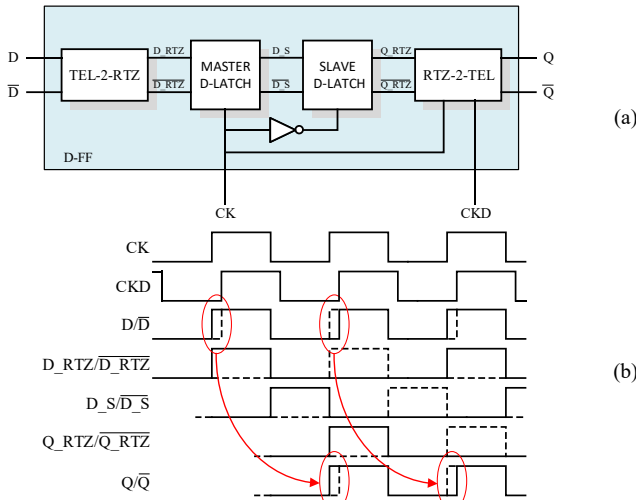 D
D̅
TEL-2-RTZ
D_RTZ
D̅_̅R̅T̅Z̅
MASTER
D-LATCH
D_S
D̅_̅S̅
SLAVE
D-LATCH
Q_RTZ
Q̅_̅R̅T̅Z̅
RTZ-2-TEL
Q
Q̅
(a)
D-FF
CK
CKD
CK
CKD
D/D̅
D_RTZ/D̅_̅R̅T̅Z̅
D_S/D̅_̅S̅
(b)
Q_RTZ/Q̅_̅R̅T̅Z̅
Q/Q̅